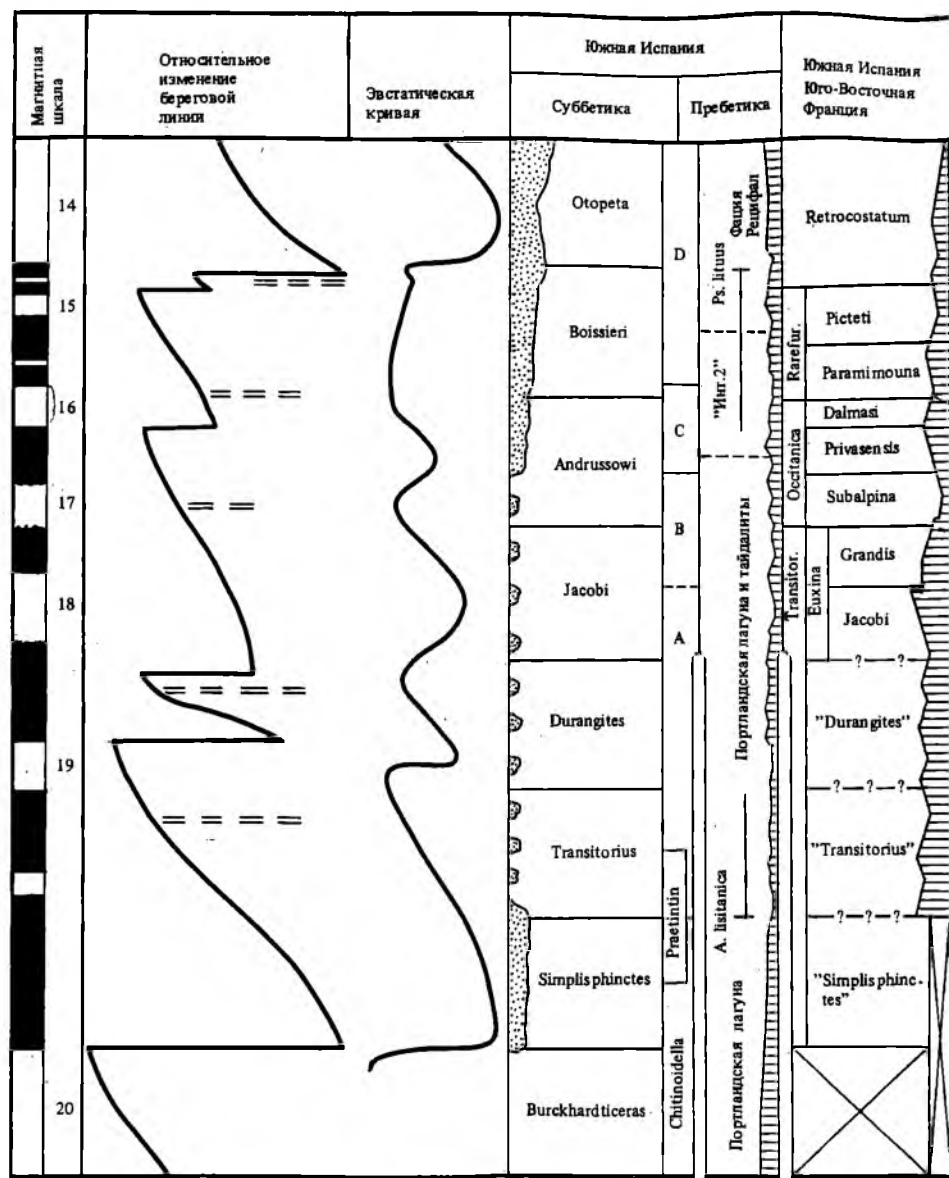 Магнитная
шкала
Относительное
изменение
береговой
линии
Эвстатическая
кривая
Южная Испания
Суббетика
Пребетика
Южная Испания
Юго-Восточная
Франция
14
15
16
17
18
19
20
Otopeta
Boissieri
Andrussowi
Jacobi
Durangites
Transitorius
Simplisphinctes
Burckhardticeras
D
C
B
A
Praetintin
Chitinoidella
Фация
Рецифал
Ps. lituus
"Инг.2"
Портландская лагуна и тайдалиты
A. lisitanica
Портландская лагуна
Retrocostatum
Rarefur.
Picteti
Paramimouna
Occitanica
Dalmasi
Privasensis
Subalpina
Transitor.
Euxina
Grandis
Jacobi
? ?
"Durangites"
? ? ?
"Transitorius"
? ? ?
"Simplisphinc-
tes"